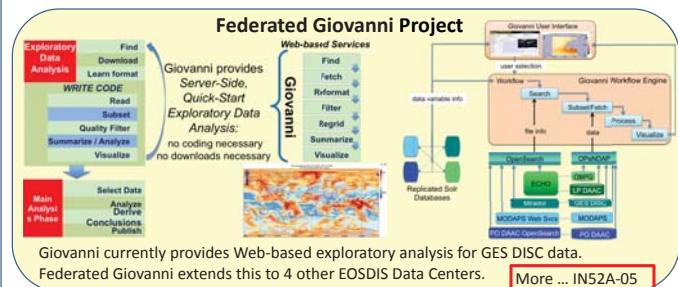 Federated Giovanni Project
Exploratory
Data
Analysis
Find
Download
Learn format
WRITE CODE
Read
Subset
Quality Filter
Summarize / Analyze
Visualize
Main
Analysi
s Phase
Select Data
Analyze
Derive
Conclusions
Publish
Giovanni provides
Server-Side,
Quick-Start
Exploratory Data
Analysis:
no coding necessary
no downloads necessary
Web-based Services
Giovanni
Find
Fetch
Reformat
Filter
Regrid
Summarize
Visualize
data variable info
Replicated Solr
Databases
Giovanni User Interface
user selection
Workflow
Giovanni Workflow Engine
Search
Subset/Fetch
Process
Visualize
file info
data
OpenSearch
OPeNDAP
ECHO
OBPG
LP DAAC
Mirador
GES DISC
MODAPS Web Svcs
MODAPS
PO DAAC OpenSearch
PO DAAC
Giovanni currently provides Web-based exploratory analysis for GES DISC data.
Federated Giovanni extends this to 4 other EOSDIS Data Centers.
More ... IN52A-05